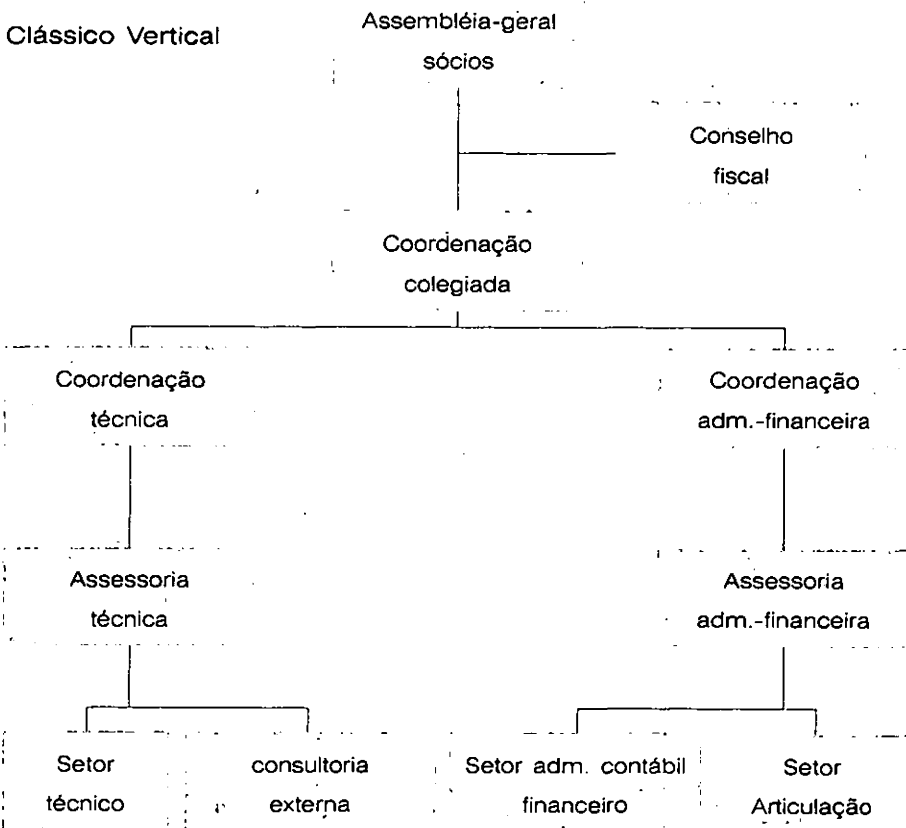 Clássico Vertical
Assembléia-geral
sócios
Conselho
fiscal
Coordenação
colegiada
Coordenação
técnica
Coordenação
adm.-financeira
Assessoria
técnica
Assessoria
adm.-financeira
Setor
técnico
consultoria
externa
Setor adm. contábil
financeiro
Setor
Articulação